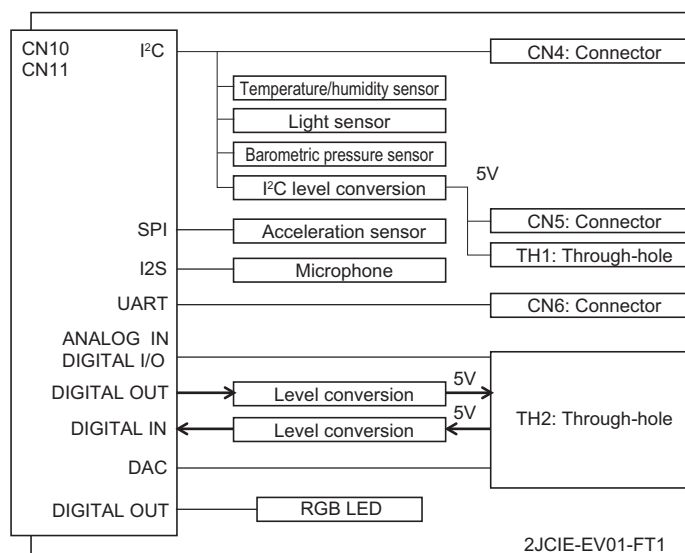 CN10
CN11
I²C
CN4: Connector
Temperature/humidity sensor
Light sensor
Barometric pressure sensor
I²C level conversion
5V
CN5: Connector
SPI
Acceleration sensor
TH1: Through-hole
I2S
Microphone
UART
CN6: Connector
ANALOG IN
DIGITAL I/O
DIGITAL OUT
Level conversion
5V
TH2: Through-hole
DIGITAL IN
Level conversion
5V
DAC
DIGITAL OUT
RGB LED
2JCIE-EV01-FT1